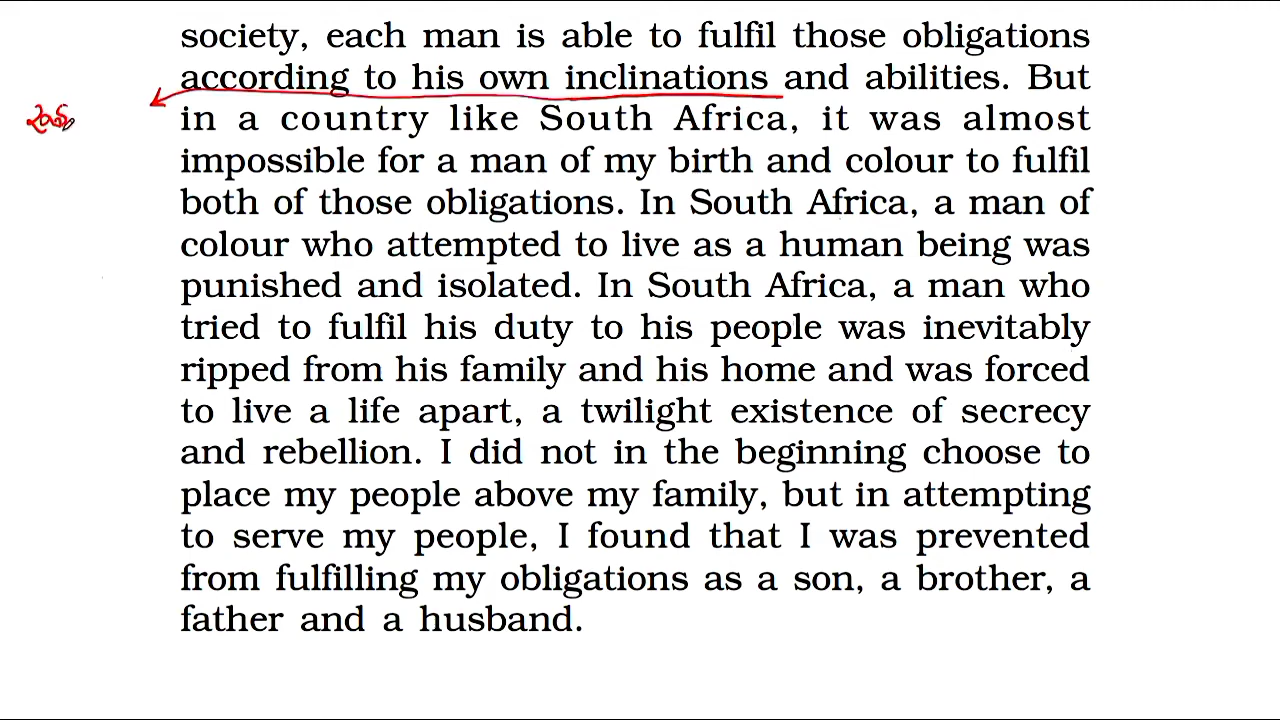 society, each man is able to fulfil those obligations
according to his own inclinations and abilities. But
in a country like South Africa, it was almost
impossible for a man of my birth and colour to fulfil
both of those obligations. In South Africa, a man of
colour who attempted to live as a human being was
punished and isolated. In South Africa, a man who
tried to fulfil his duty to his people was inevitably
ripped from his family and his home and was forced
to live a life apart, a twilight existence of secrecy
and rebellion. I did not in the beginning choose to
place my people above my family, but in attempting
to serve my people, I found that I was prevented
from fulfilling my obligations as a son, a brother, a
father and a husband.